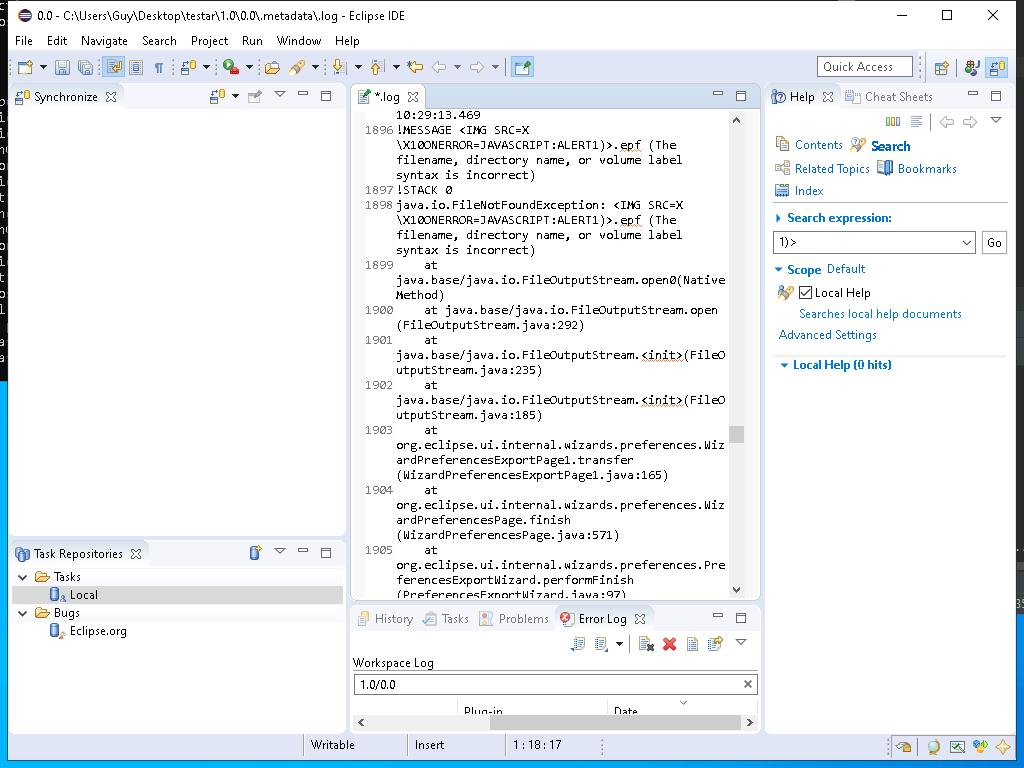 0.0 - C:\Users\Guy\Desktop\testar\1.0\0.0\.metadata\.log - Eclipse IDE
File Edit Navigate Search Project Run Window Help
Quick Access
Synchronize
*.log
10:29:13.469
1896 !MESSAGE <IMG SRC=X
\X10ONERROR=JAVASCRIPT:ALERT1)>.epf (The
filename, directory name, or volume label
syntax is incorrect)
1897 !STACK 0
1898 java.io.FileNotFoundException: <IMG SRC=X
\X10ONERROR=JAVASCRIPT:ALERT1)>.epf (The
filename, directory name, or volume label
syntax is incorrect)
1899 at
java.base/java.io.FileOutputStream.open0(Native
Method)
1900 at java.base/java.io.FileOutputStream.open
(FileOutputStream.java:292)
1901 at
java.base/java.io.FileOutputStream.<init>(FileO
utputStream.java:235)
1902 at
java.base/java.io.FileOutputStream.<init>(FileO
utputStream.java:185)
1903 at
org.eclipse.ui.internal.wizards.preferences.Wiz
ardPreferencesExportPage1.transfer
(WizardPreferencesExportPage1.java:165)
1904 at
org.eclipse.ui.internal.wizards.preferences.Wiz
ardPreferencesPage.finish
(WizardPreferencesPage.java:571)
1905 at
org.eclipse.ui.internal.wizards.preferences.Pre
ferencesExportWizard.performFinish
(PreferencesExportWizard.java:97)
Help
Cheat Sheets
Contents Search
Related Topics Bookmarks
Index
Search expression:
1)>
Go
Scope Default
Local Help
Searches local help documents
Advanced Settings
Local Help (0 hits)
Task Repositories
Tasks
Local
Bugs
Eclipse.org
History Tasks Problems Error Log
Workspace Log
1.0/0.0
Plug-in Date
Writable Insert 1:18:17